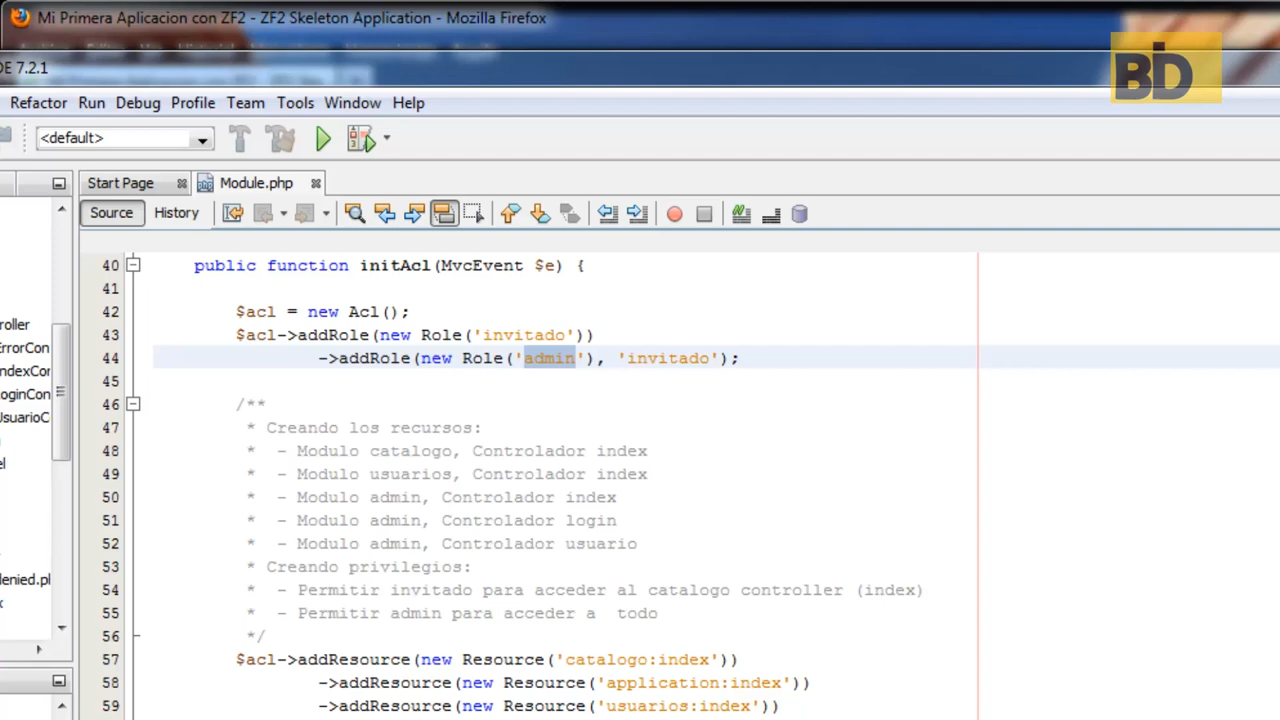 Mi Primera Aplicacion con ZF2 - ZF2 Skeleton Application - Mozilla Firefox
BD
DE 7.2.1
Refactor Run Debug Profile Team Tools Window Help
<default>
Start Page Module.php
Source History
40 public function initAcl(MvcEvent $e) {
41
42 $acl = new Acl();
43 $acl->addRole(new Role('invitado'))
44 ->addRole(new Role('admin'), 'invitado');
45
46 /**
47 * Creando los recursos:
48 * - Modulo catalogo, Controlador index
49 * - Modulo usuarios, Controlador index
50 * - Modulo admin, Controlador index
51 * - Modulo admin, Controlador login
52 * - Modulo admin, Controlador usuario
53 * Creando privilegios:
54 * - Permitir invitado para acceder al catalogo controller (index)
55 * - Permitir admin para acceder a todo
56 */
57 $acl->addResource(new Resource('catalogo:index'))
58 ->addResource(new Resource('application:index'))
59 ->addResource(new Resource('usuarios:index'))
roller
ErrorCon
IndexCon
LoginCon
UsuarioC
el
denied.ph
x